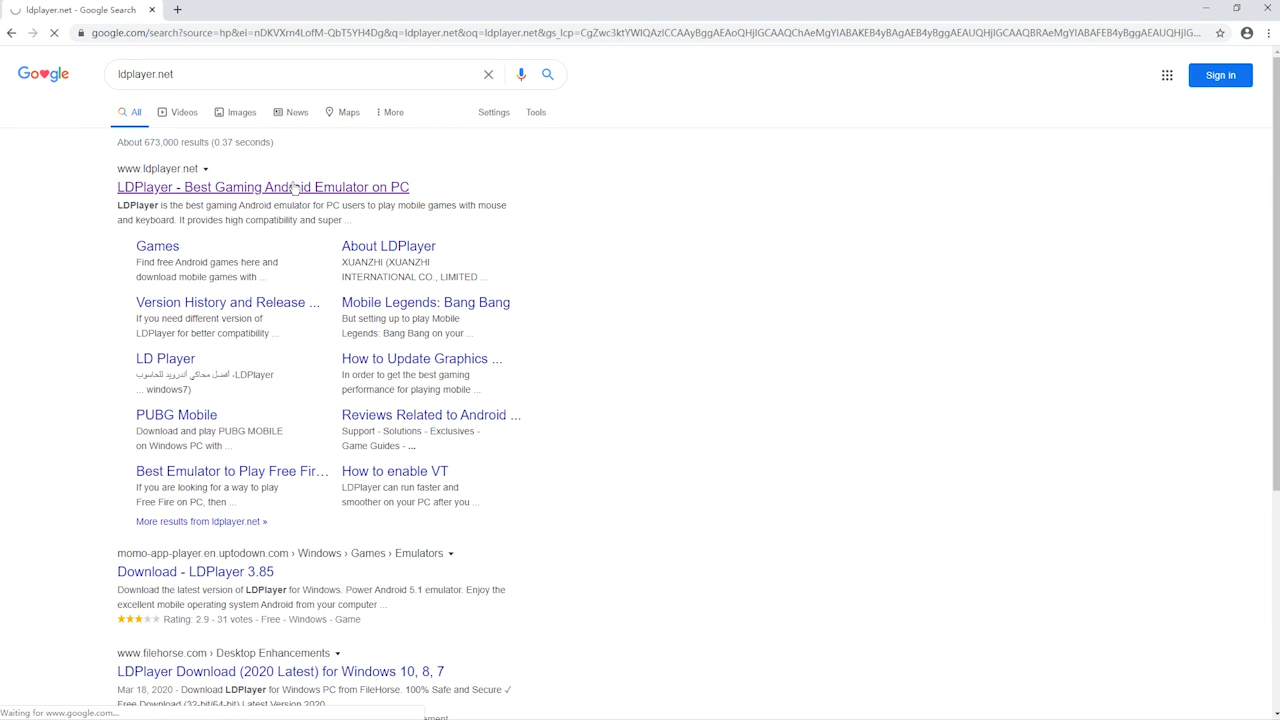 ldplayer.net - Google Search
google.com/search?source=hp&ei=nDKVXrn4LofM-QbT5YH4Dg&q=ldplayer.net&oq=ldplayer.net&gs_lcp=CgZwc3ktYWIQAzICCAAyBggAEAoQHjIGCAAQChAeMgYIABAKEB4yBgAEAUQHjIGCAAQBRAeMgYIABAFEB4yBggAEAUQHjIGCAAQBRAeMgYIABAFEB4yBggAEAUQHjIG...
Google
ldplayer.net
Sign in
All Videos Images News Maps More Settings Tools
About 673,000 results (0.37 seconds)
www.ldplayer.net
LDPlayer - Best Gaming Android Emulator on PC
LDPlayer is the best gaming Android emulator for PC users to play mobile games with mouse
and keyboard. It provides high compatibility and super ...
Games
Find free Android games here and
download mobile games with ...
About LDPlayer
XUANZHI (XUANZHI
INTERNATIONAL CO., LIMITED ...
Version History and Release ...
If you need different version of
LDPlayer for better compatibility ...
Mobile Legends: Bang Bang
But setting up to play Mobile
Legends: Bang Bang on your ...
LD Player
LDPlayer، أفضل محاكي أندرويد للحاسوب
... windows7)
How to Update Graphics ...
In order to get the best gaming
performance for playing mobile ...
PUBG Mobile
Download and play PUBG MOBILE
on Windows PC with ...
Reviews Related to Android ...
Support - Solutions - Exclusives -
Game Guides - ...
Best Emulator to Play Free Fir...
If you are looking for a way to play
Free Fire on PC, then ...
How to enable VT
LDPlayer can run faster and
smoother on your PC after you ...
More results from ldplayer.net »
momo-app-player.en.uptodown.com › Windows › Games › Emulators
Download - LDPlayer 3.85
Download the latest version of LDPlayer for Windows. Power Android 5.1 emulator. Enjoy the
excellent mobile operating system Android from your computer ...
Rating: 2.9 - 31 votes - Free - Windows - Game
www.filehorse.com › Desktop Enhancements
LDPlayer Download (2020 Latest) for Windows 10, 8, 7
Mar 18, 2020 - Download LDPlayer for Windows PC from FileHorse. 100% Safe and Secure ✓
Free Download (32-bit/64-bit) Latest Version 2020.
Waiting for www.google.com...